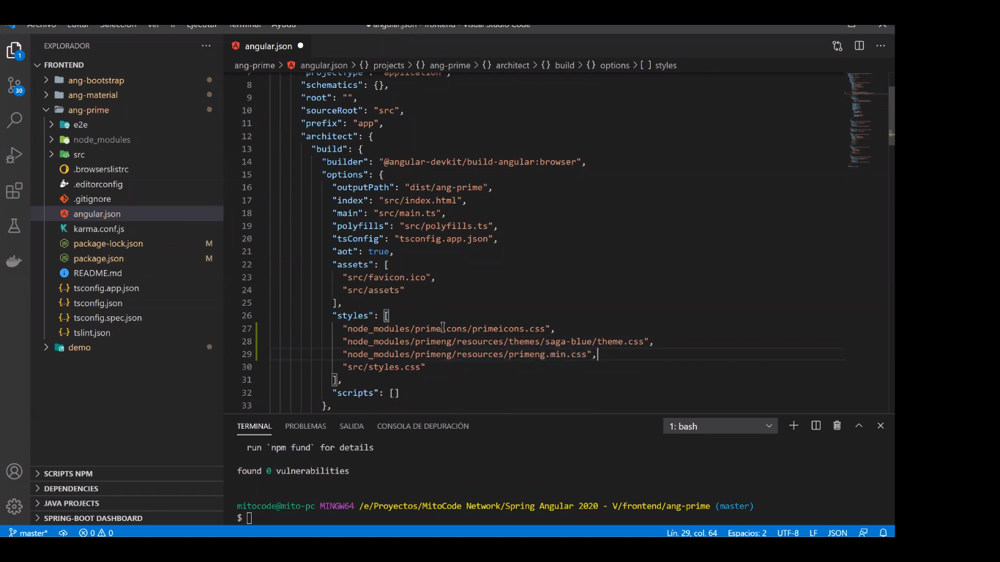 Archivo Editar Selección Ver Ir Ejecutar Terminal Ayuda
● angular.json - frontend - Visual Studio Code
EXPLORADOR
angular.json
ang-prime > angular.json > {} projects > {} ang-prime > {} architect > {} build > {} options > [ ] styles
FRONTEND
ang-bootstrap
ang-material
ang-prime
e2e
node_modules
src
.browserslistrc
.editorconfig
.gitignore
angular.json
karma.conf.js
package-lock.json M
package.json M
README.md
tsconfig.app.json
tsconfig.json
tsconfig.spec.json
tslint.json
demo
SCRIPTS NPM
DEPENDENCIES
JAVA PROJECTS
SPRING-BOOT DASHBOARD
1
30
7 "projectType": "application",
8 "schematics": {},
9 "root": "",
10 "sourceRoot": "src",
11 "prefix": "app",
12 "architect": {
13 "build": {
14 "builder": "@angular-devkit/build-angular:browser",
15 "options": {
16 "outputPath": "dist/ang-prime",
17 "index": "src/index.html",
18 "main": "src/main.ts",
19 "polyfills": "src/polyfills.ts",
20 "tsConfig": "tsconfig.app.json",
21 "aot": true,
22 "assets": [
23 "src/favicon.ico",
24 "src/assets"
25 ],
26 "styles": [
27 "node_modules/primeicons/primeicons.css",
28 "node_modules/primeng/resources/themes/saga-blue/theme.css",
29 "node_modules/primeng/resources/primeng.min.css",
30 "src/styles.css"
31 ],
32 "scripts": []
33 },
TERMINAL PROBLEMAS SALIDA CONSOLA DE DEPURACIÓN 1: bash
run `npm fund` for details
found 0 vulnerabilities
mitocode@mito-pc MINGW64 /e/Proyectos/MitoCode Network/Spring Angular 2020 - V/frontend/ang-prime (master)
$
master* 0 0 Lín. 29, col. 64 Espacios: 2 UTF-8 LF JSON